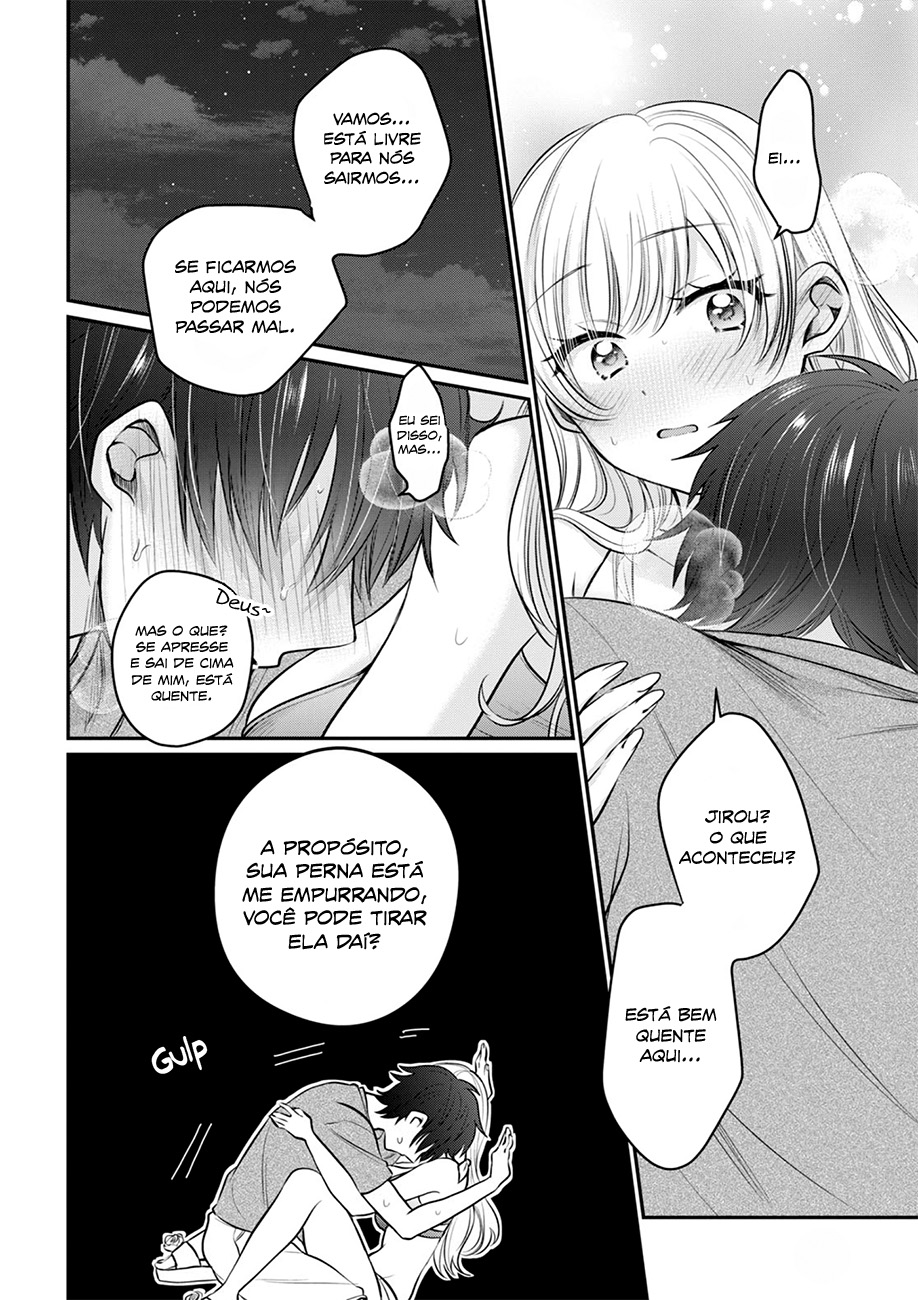 EI...
JIROU?
O QUE
ACONTECEU?
ESTÁ BEM
QUENTE
AQUI...
VAMOS...
ESTÁ LIVRE
PARA NÓS
SAIRMOS...
SE FICARMOS
AQUI, NÓS
PODEMOS
PASSAR MAL.
EU SEI
DISSO,
MAS...
Deus~
MAS O QUE?
SE APRESSE
E SAI DE CIMA
DE MIM, ESTÁ
QUENTE.
A PROPÓSITO,
SUA PERNA ESTÁ
ME EMPURRANDO,
VOCÊ PODE TIRAR
ELA DAÍ?
Gulp